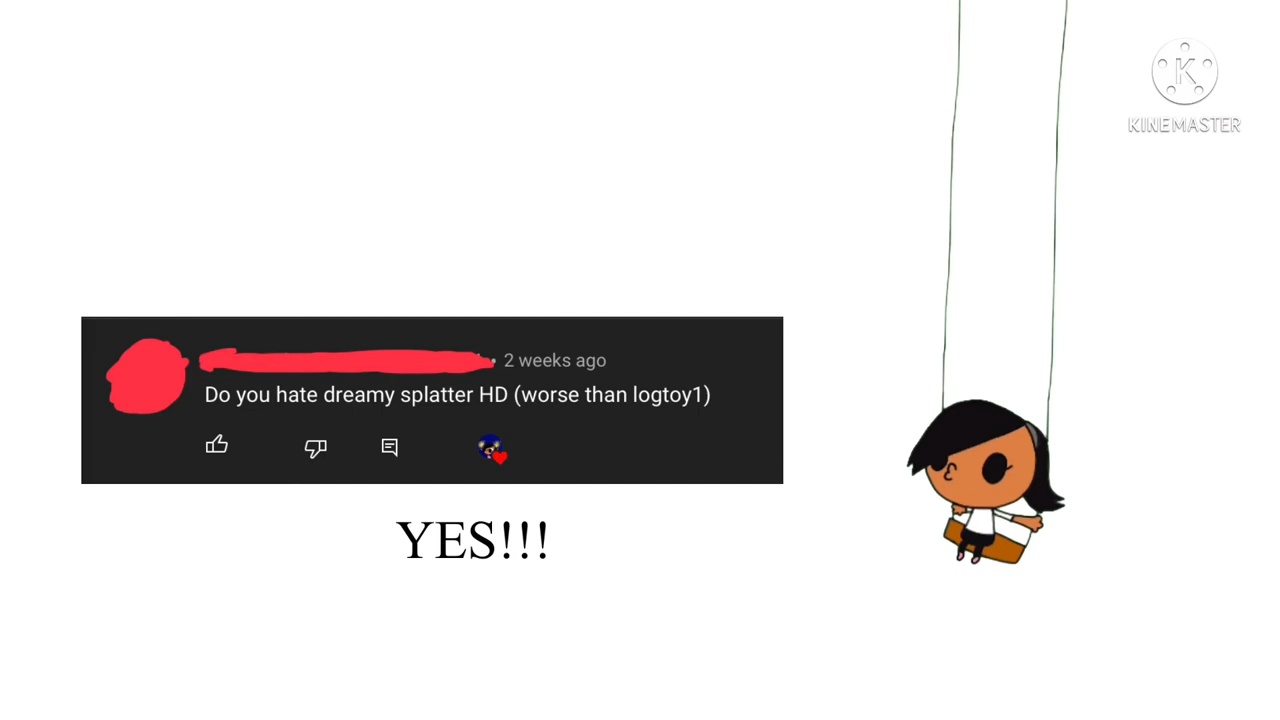 K
KINEMASTER
2 weeks ago
Do you hate dreamy splatter HD (worse than logtoy1)
YES!!!